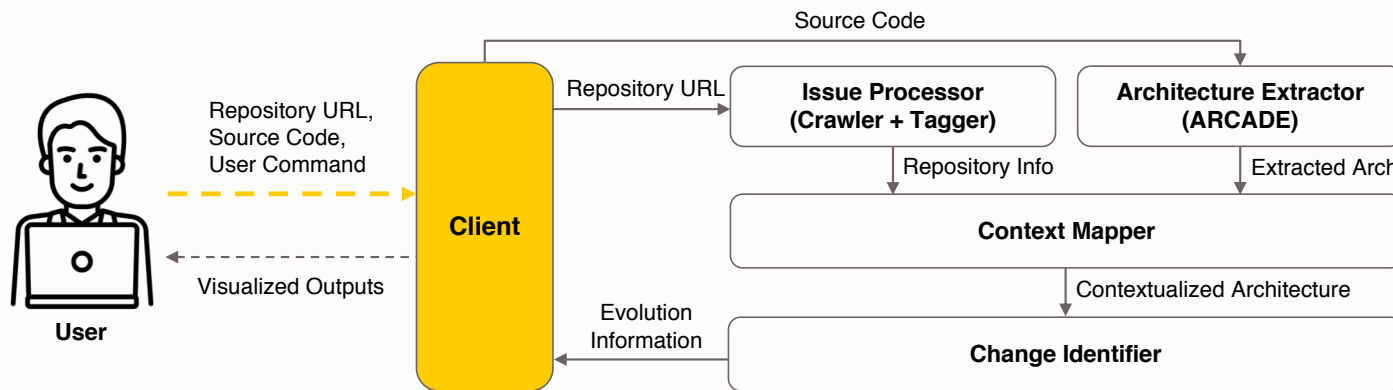 Source Code
Repository URL,
Source Code,
User Command
Repository URL
Issue Processor
(Crawler + Tagger)
Architecture Extractor
(ARCADE)
Repository Info
Extracted Arch
Client
Context Mapper
Visualized Outputs
Contextualized Architecture
User
Evolution
Information
Change Identifier